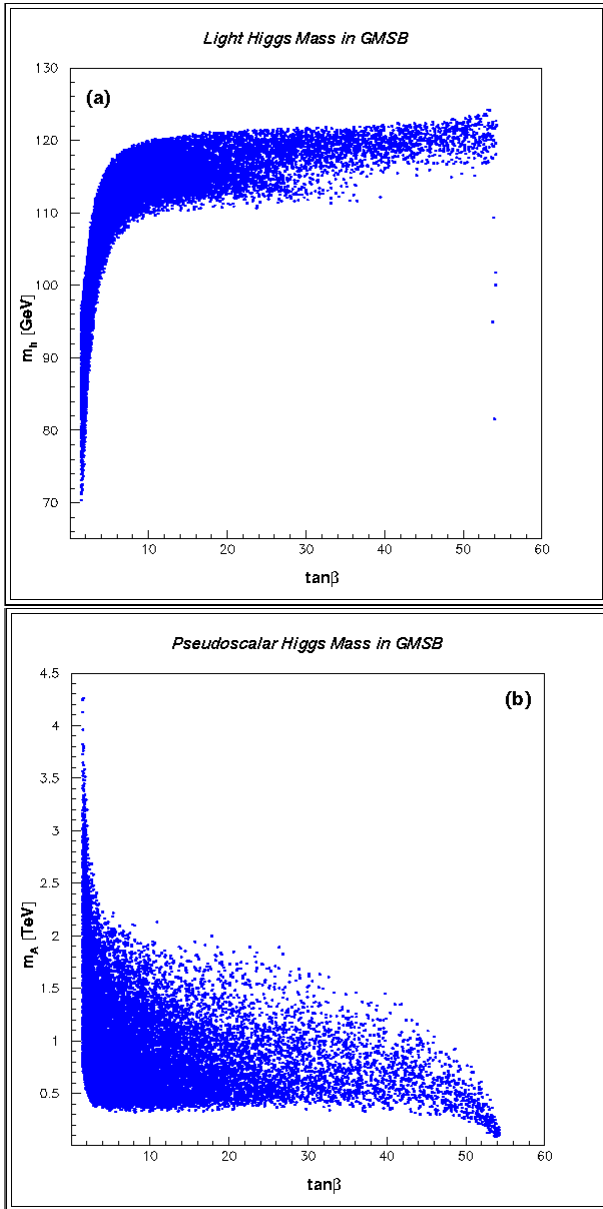 Light Higgs Mass in GMSB
130
(a)
120
110
100
90
80
70
m_h [GeV]
10 20 30 40 50 60
tanβ
Pseudoscalar Higgs Mass in GMSB
4.5
(b)
4
3.5
3
2.5
2
1.5
1
0.5
m_A [TeV]
10 20 30 40 50 60
tanβ